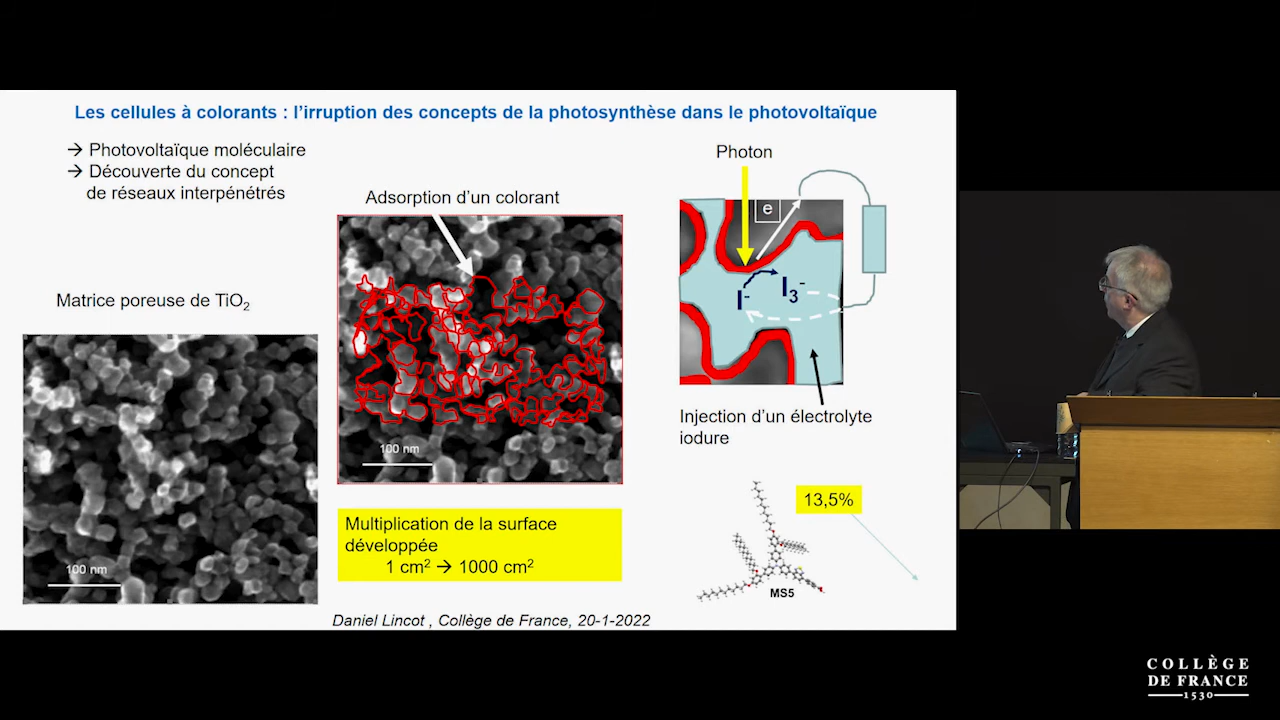 Les cellules à colorants : l’irruption des concepts de la photosynthèse dans le photovoltaïque
→ Photovoltaïque moléculaire
→ Découverte du concept
de réseaux interpénétrés
Adsorption d’un colorant
Photon
e
I-
I3-
Matrice poreuse de TiO2
100 nm
100 nm
Injection d’un électrolyte
iodure
Multiplication de la surface
développée
1 cm2 → 1000 cm2
13,5%
MS5
Daniel Lincot , Collège de France, 20-1-2022
COLLÈGE
DE FRANCE
1530